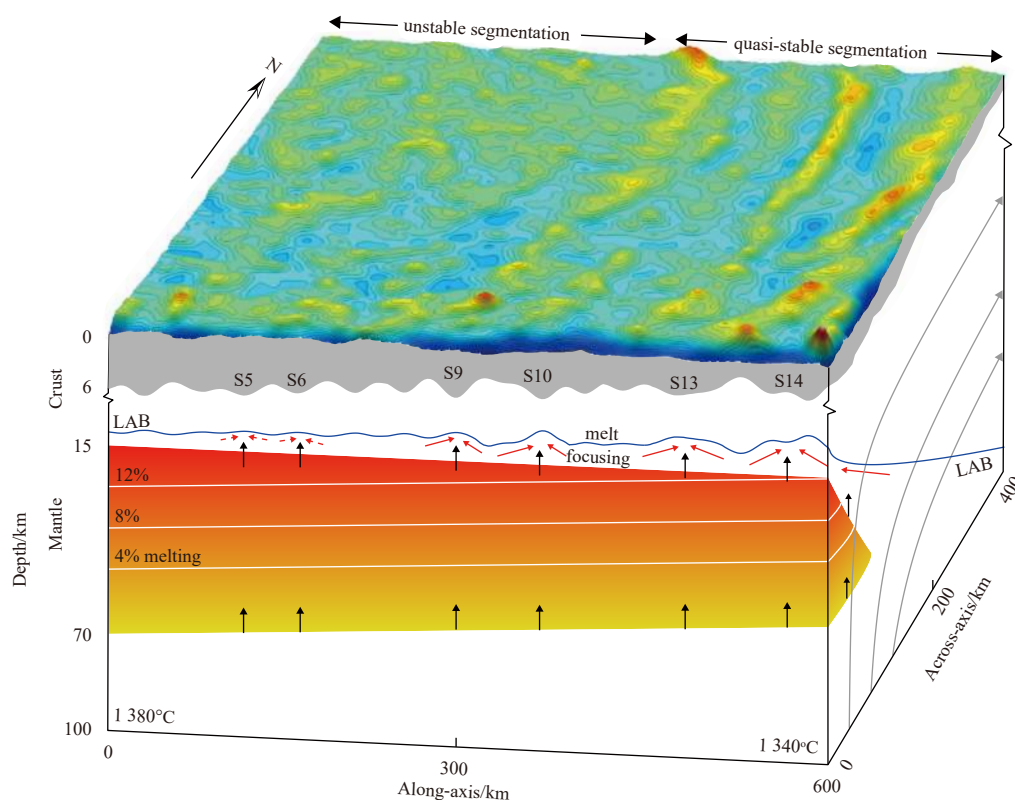 unstable segmentation
quasi-stable segmentation
N
0
Crust
6
S5
S6
S9
S10
S13
S14
LAB
melt
focusing
LAB
15
12%
8%
4% melting
Mantle
Depth/km
70
100
1 380°C
1 340°C
0
300
600
Along-axis/km
0
200
400
Across-axis/km